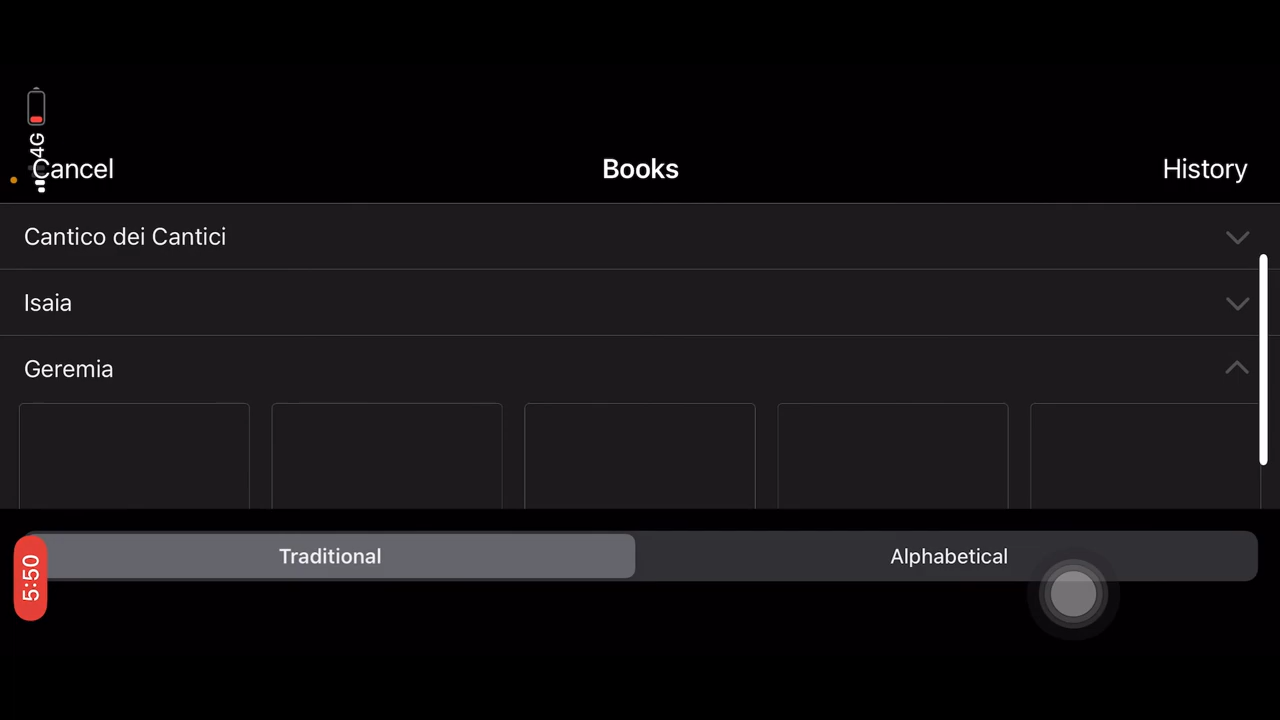 4G
Cancel
Books
History
Cantico dei Cantici
Isaia
Geremia
Traditional
Alphabetical
5:50